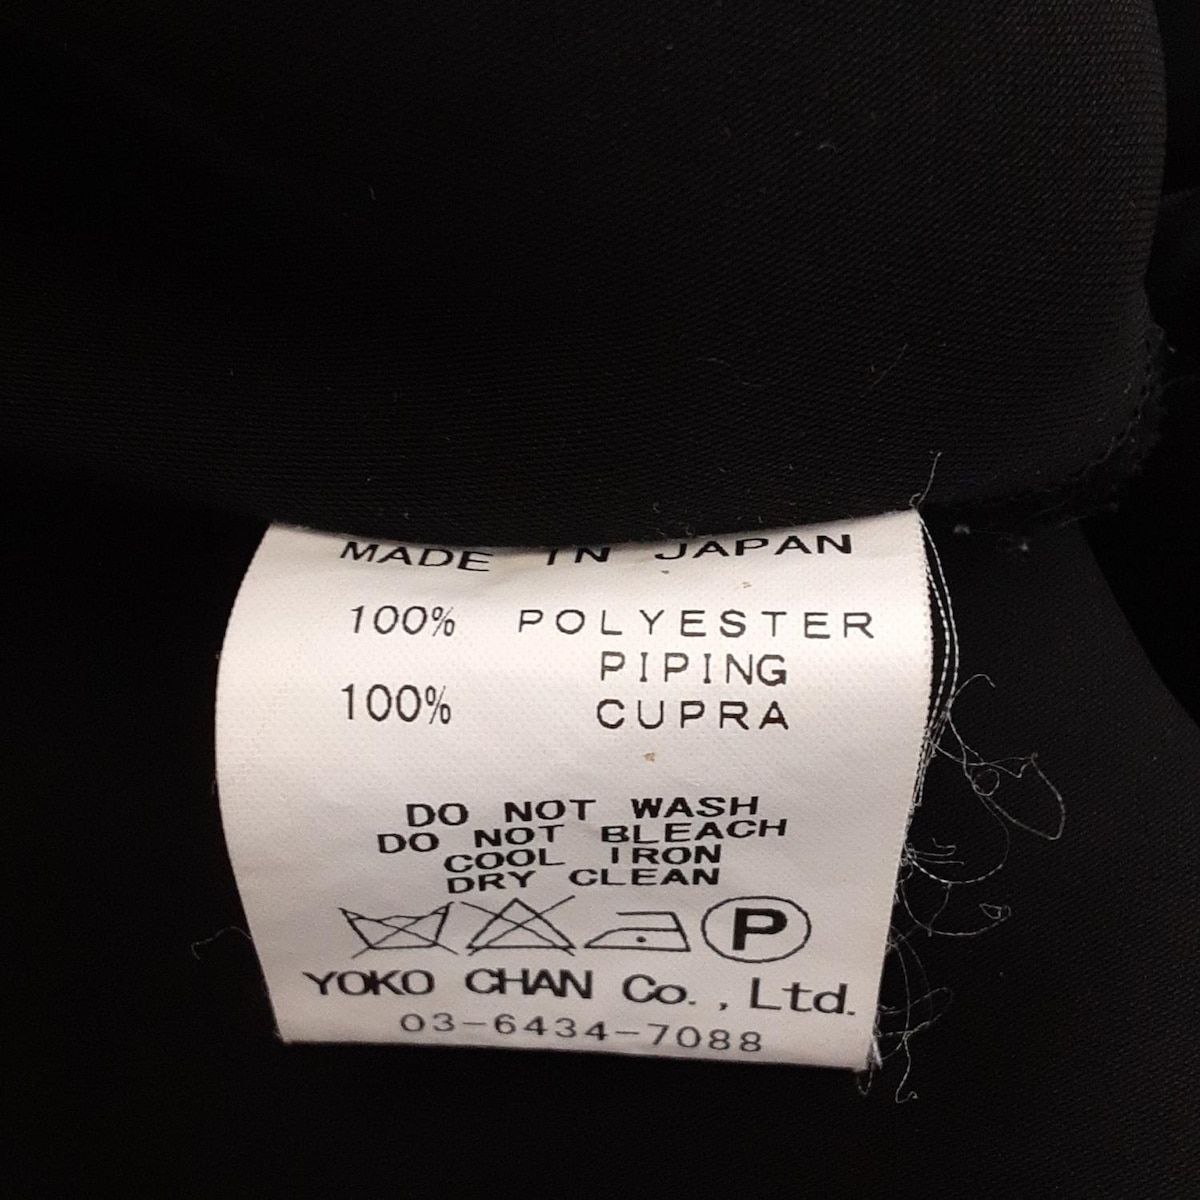 MADE IN JAPAN
100% POLYESTER
PIPING
100% CUPRA
DO NOT WASH
DO NOT BLEACH
COOL IRON
DRY CLEAN
P
YOKO CHAN Co., Ltd.
03-6434-7088